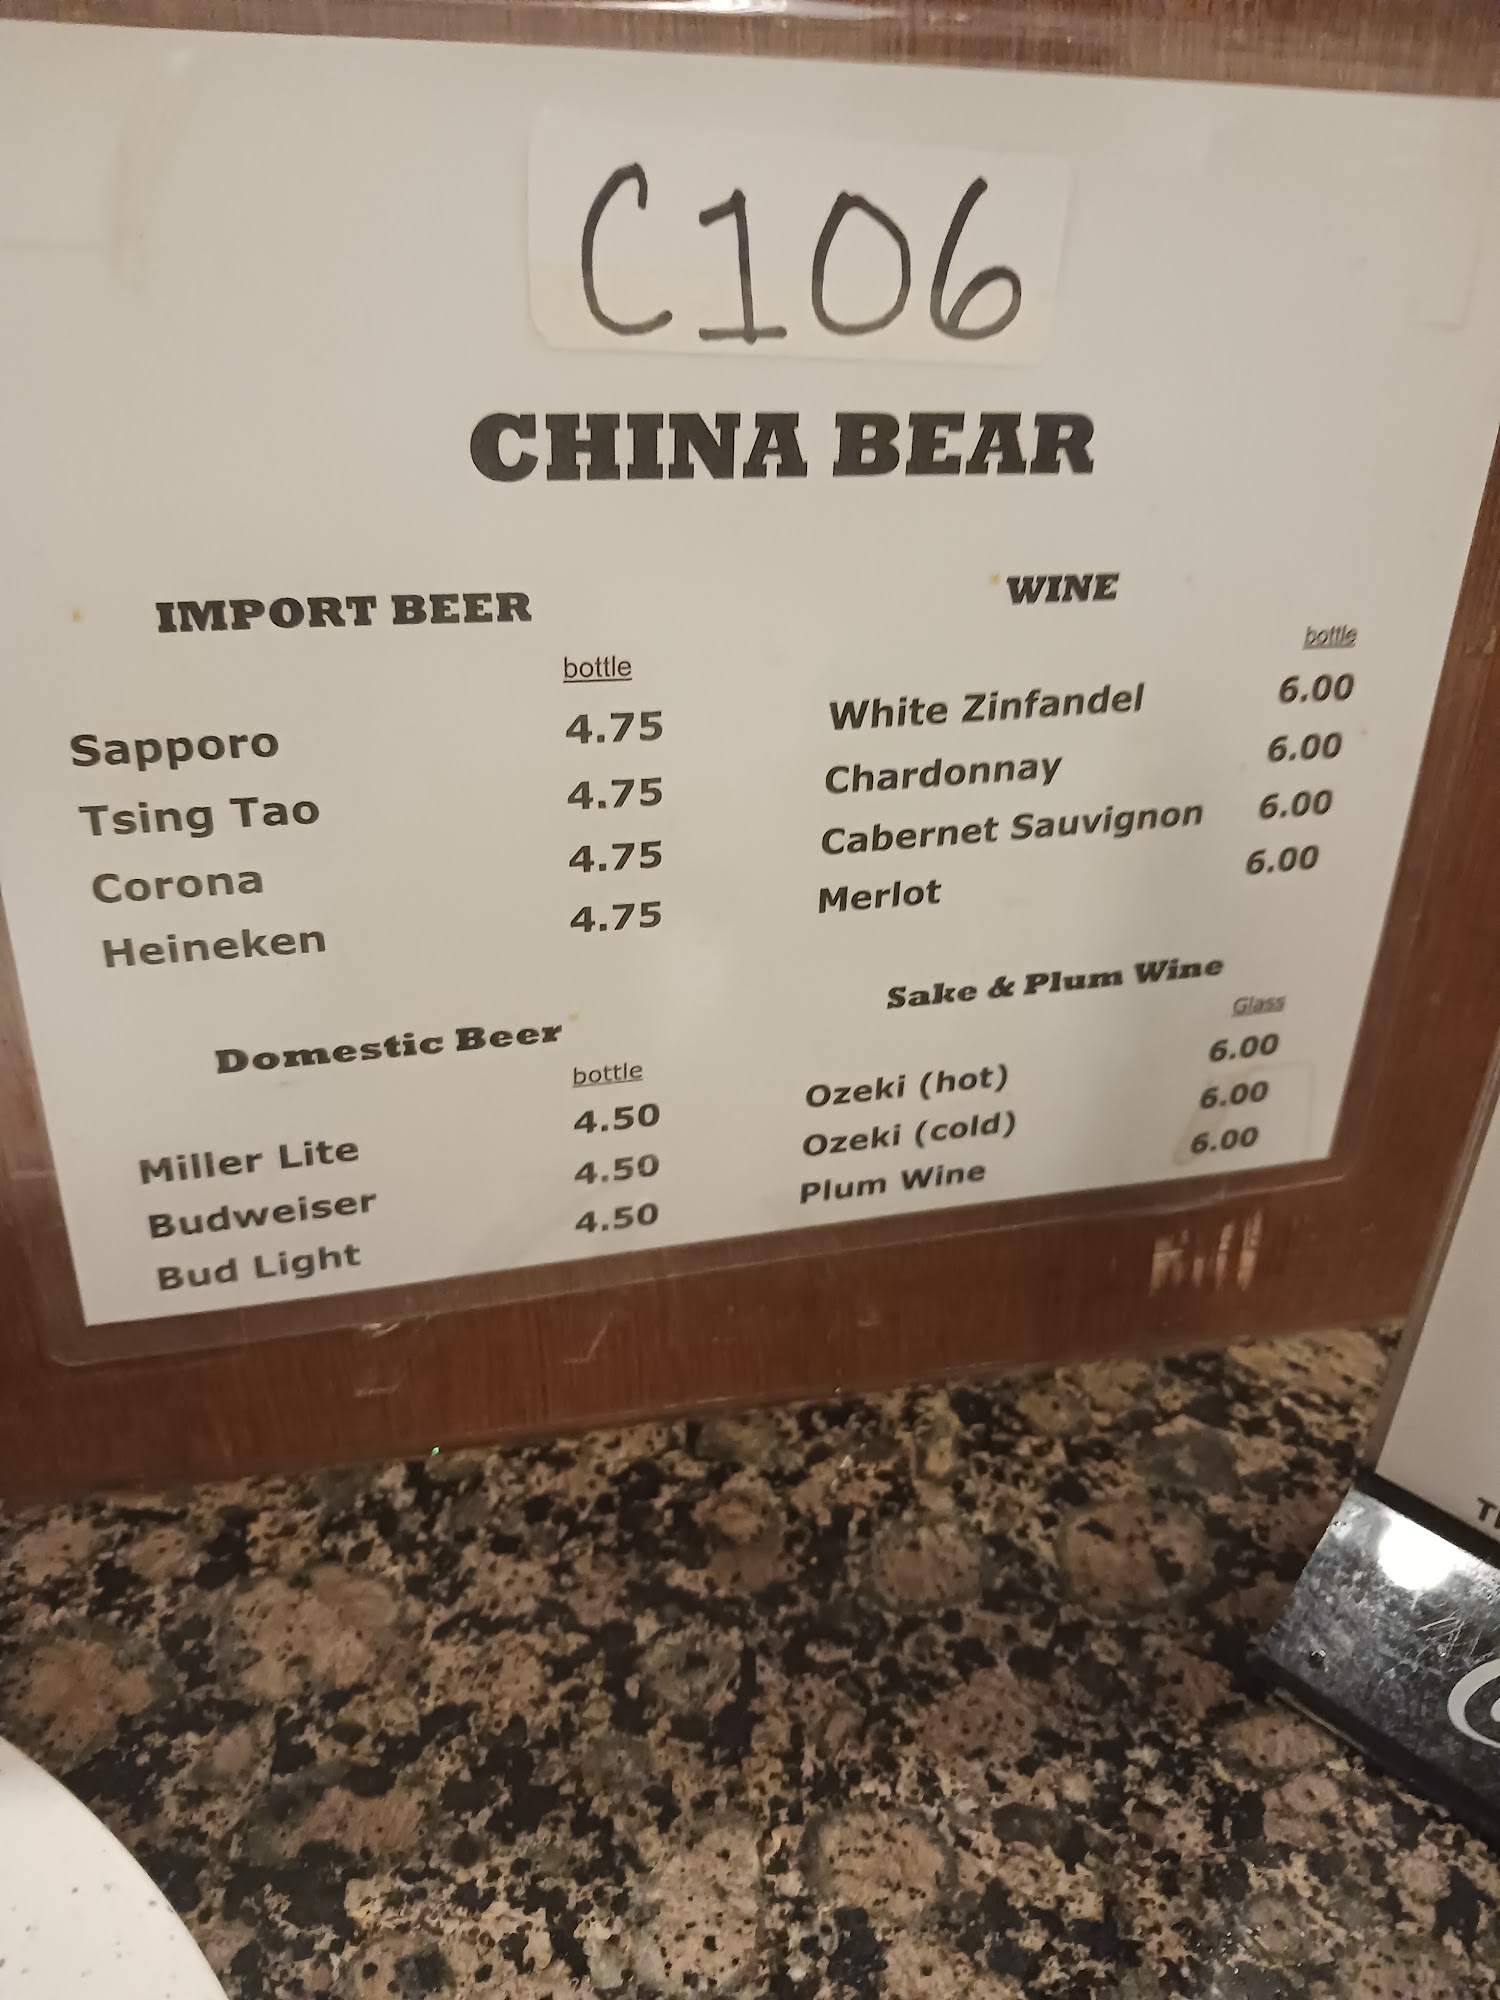 C106
CHINA BEAR
IMPORT BEER
bottle
Sapporo 4.75
Tsing Tao 4.75
Corona 4.75
Heineken 4.75
Domestic Beer
bottle
Miller Lite 4.50
Budweiser 4.50
Bud Light 4.50
WINE
bottle
White Zinfandel 6.00
Chardonnay 6.00
Cabernet Sauvignon 6.00
Merlot 6.00
Sake & Plum Wine
Glass
Ozeki (hot) 6.00
Ozeki (cold) 6.00
Plum Wine 6.00